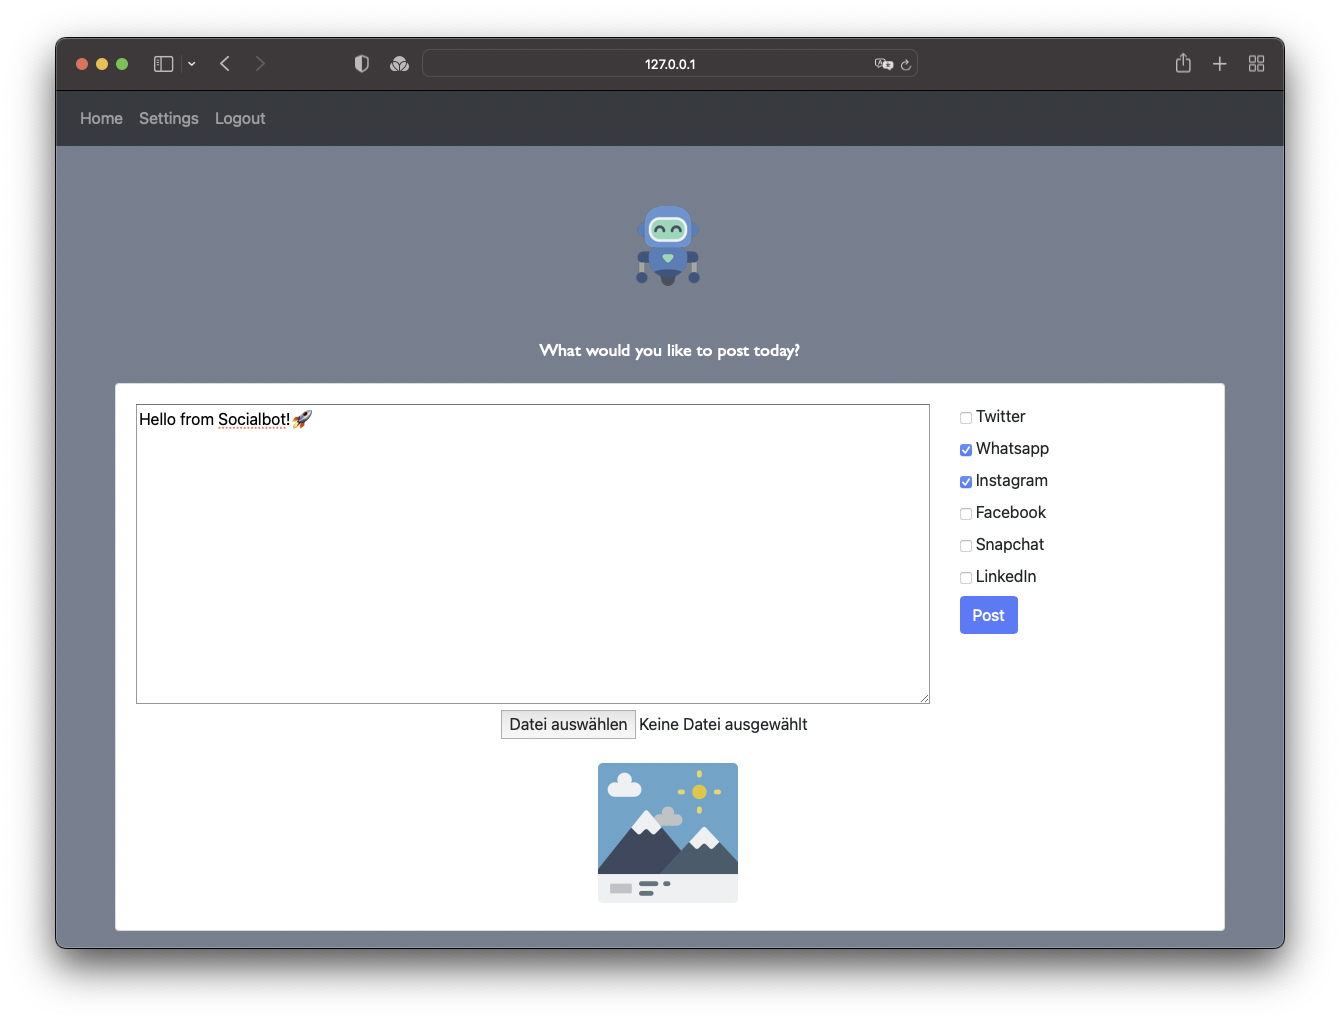 127.0.0.1
Home Settings Logout
What would you like to post today?
Hello from Socialbot!🚀
Twitter
Whatsapp
Instagram
Facebook
Snapchat
LinkedIn
Post
Datei auswählen Keine Datei ausgewählt